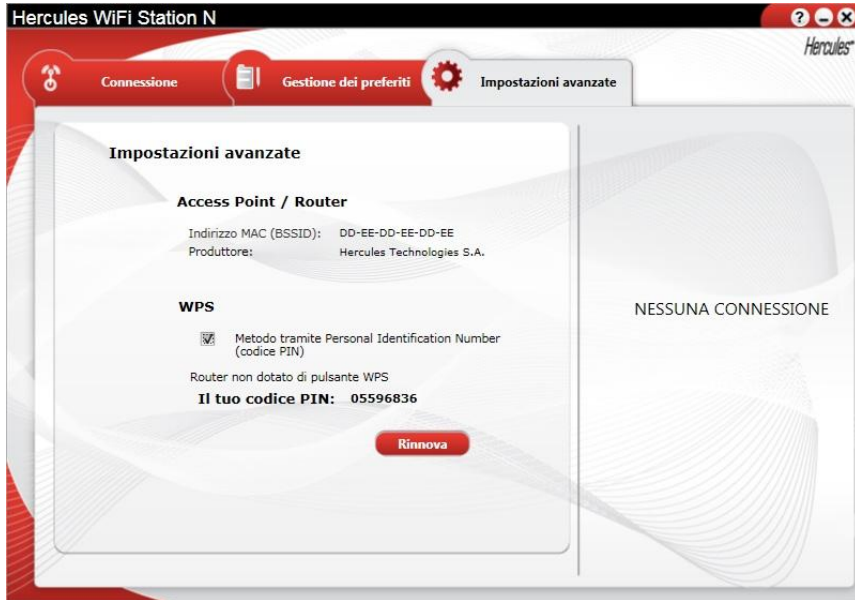 Hercules WiFi Station N
Hercules
Connessione
Gestione dei preferiti
Impostazioni avanzate
Impostazioni avanzate
Access Point / Router
Indirizzo MAC (BSSID): DD-EE-DD-EE-DD-EE
Produttore: Hercules Technologies S.A.
WPS
Metodo tramite Personal Identification Number
(codice PIN)
Router non dotato di pulsante WPS
Il tuo codice PIN: 05596836
Rinnova
NESSUNA CONNESSIONE